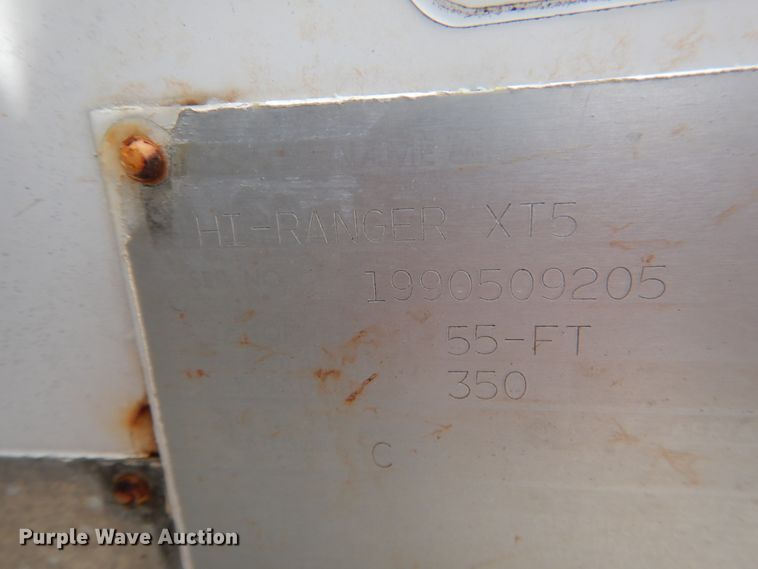 HI-RANGER XT5
1990509205
55-FT
350
C
Purple Wave Auction